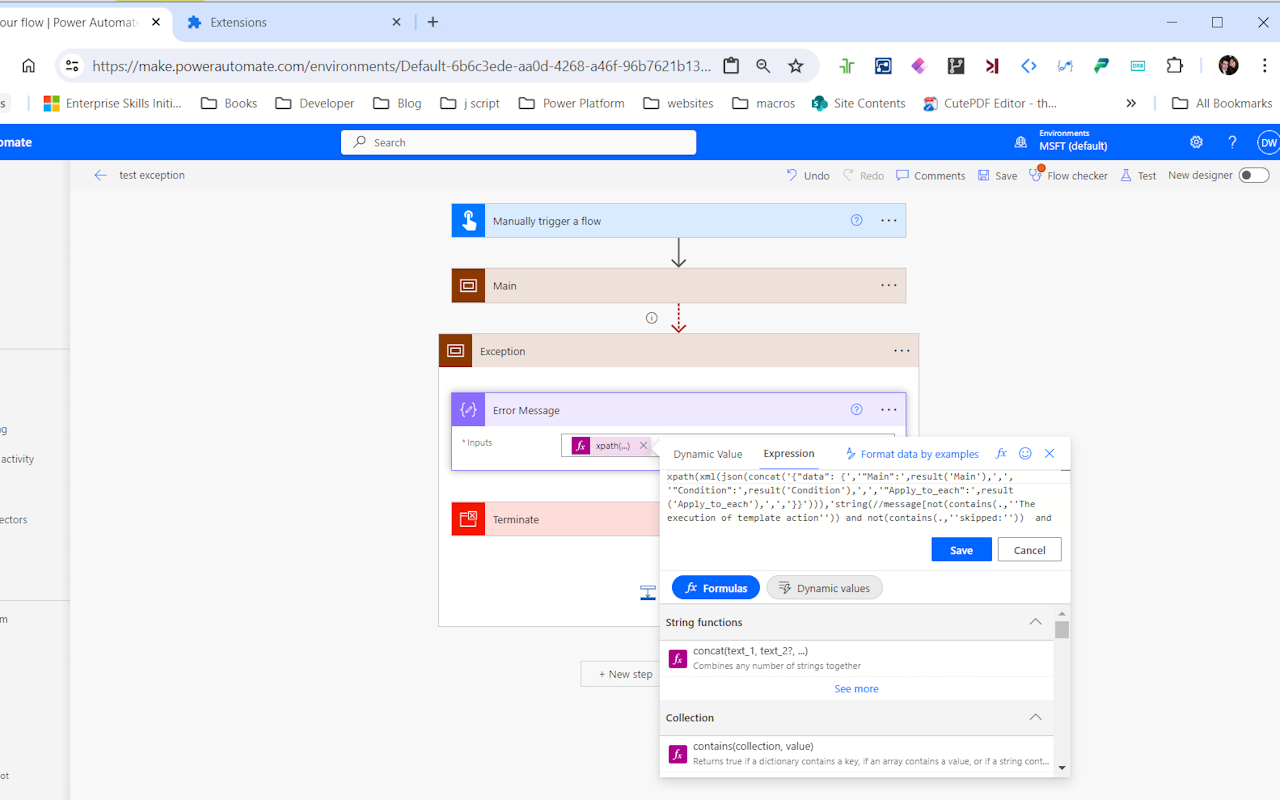 our flow | Power Automate
Extensions
https://make.powerautomate.com/environments/Default-6b6c3ede-aa0d-4268-a46f-96b7621b13...
s
Enterprise Skills Initi...
Books
Developer
Blog
j script
Power Platform
websites
macros
Site Contents
CutePDF Editor - th...
All Bookmarks
omate
Search
Environments
MSFT (default)
DW
test exception
Undo
Redo
Comments
Save
Flow checker
Test
New designer
Manually trigger a flow
Main
Exception
Error Message
* Inputs
xpath(...)
Dynamic Value
Expression
Format data by examples
fx
xpath(xml(json(concat('{"data": {','"Main":',result('Main'),',',
'"Condition":',result('Condition'),',','"Apply_to_each":',result
('Apply_to_each'),',','}}'))),'string(//message[not(contains(.,''The
execution of template action'')) and not(contains(.,''skipped:''))  and
Save
Cancel
Terminate
fx Formulas
Dynamic values
String functions
concat(text_1, text_2?, ...)
Combines any number of strings together
See more
Collection
contains(collection, value)
Returns true if a dictionary contains a key, if an array contains a value, or if a string cont...
+ New step
ng
activity
ectors
m
ot